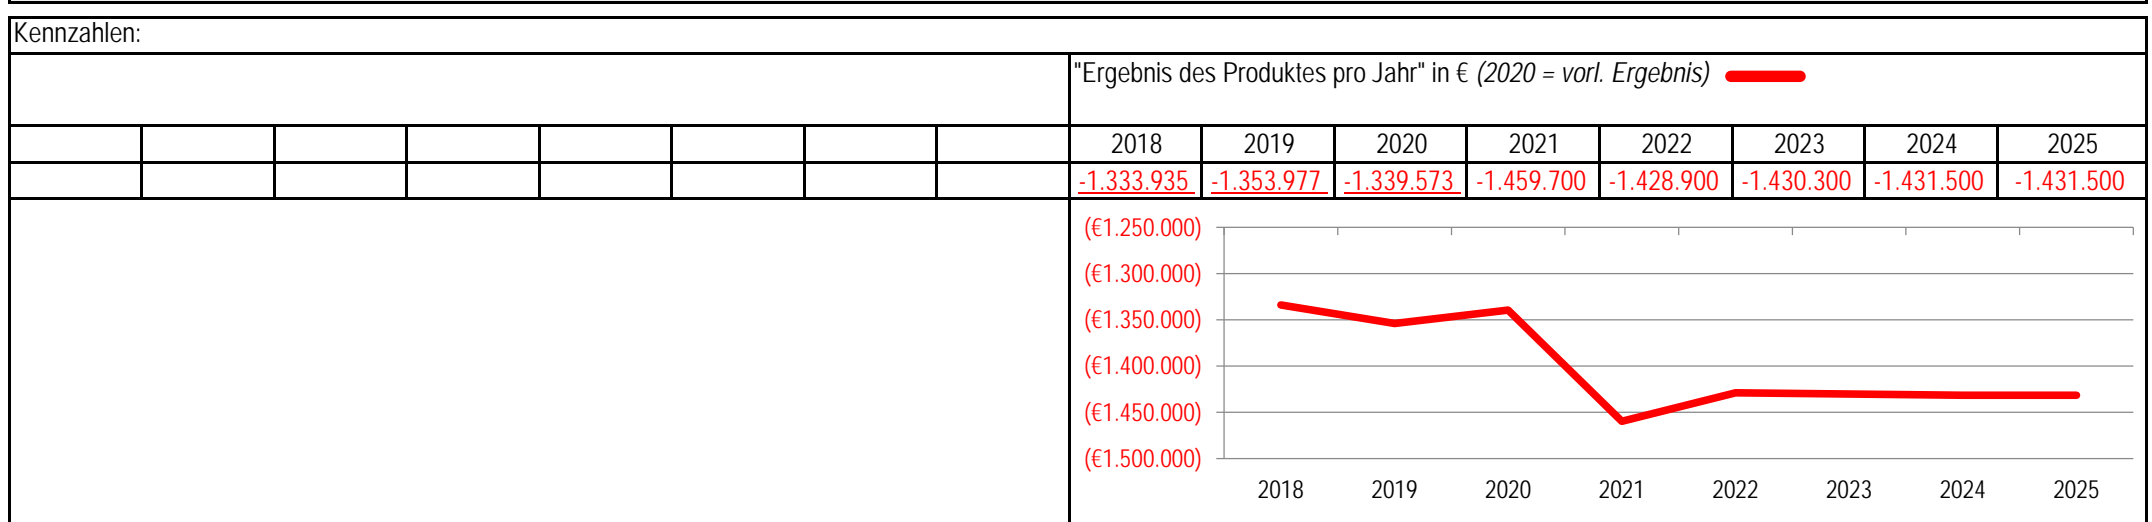 Kennzahlen:
"Ergebnis des Produktes pro Jahr" in € (2020 = vorl. Ergebnis)
2018 2019 2020 2021 2022 2023 2024 2025
-1.333.935 -1.353.977 -1.339.573 -1.459.700 -1.428.900 -1.430.300 -1.431.500 -1.431.500
(€1.250.000)
(€1.300.000)
(€1.350.000)
(€1.400.000)
(€1.450.000)
(€1.500.000)
2018 2019 2020 2021 2022 2023 2024 2025